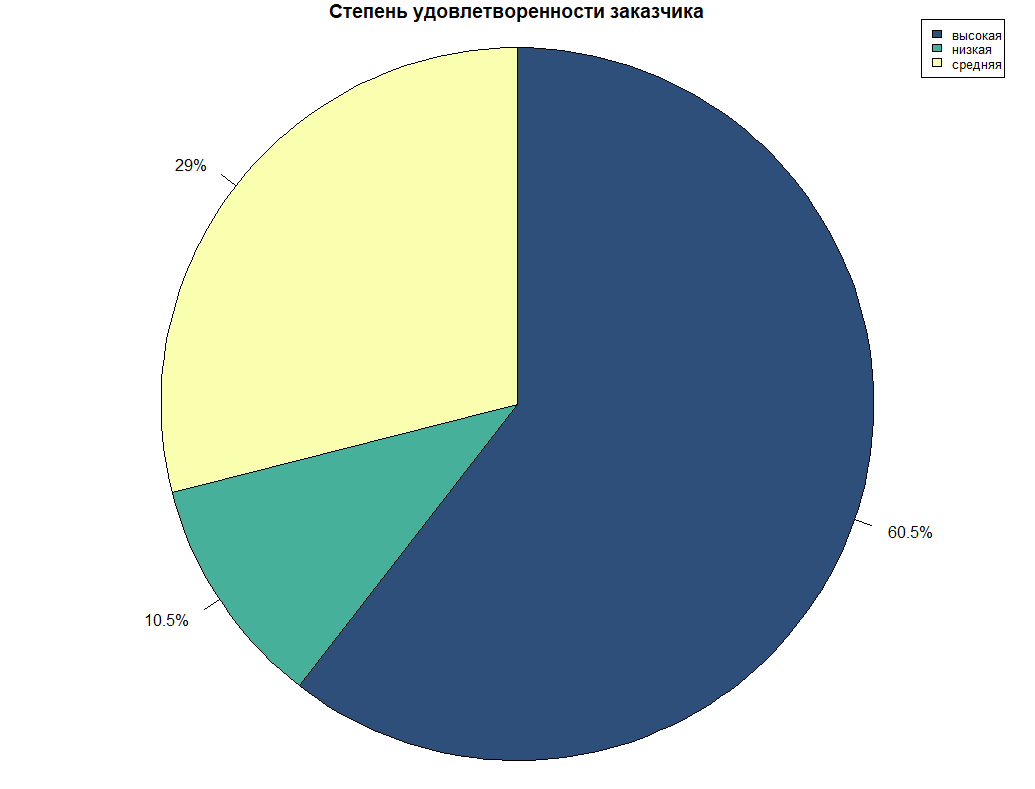 Степень удовлетворенности заказчика
высокая
низкая
средняя
29%
60.5%
10.5%